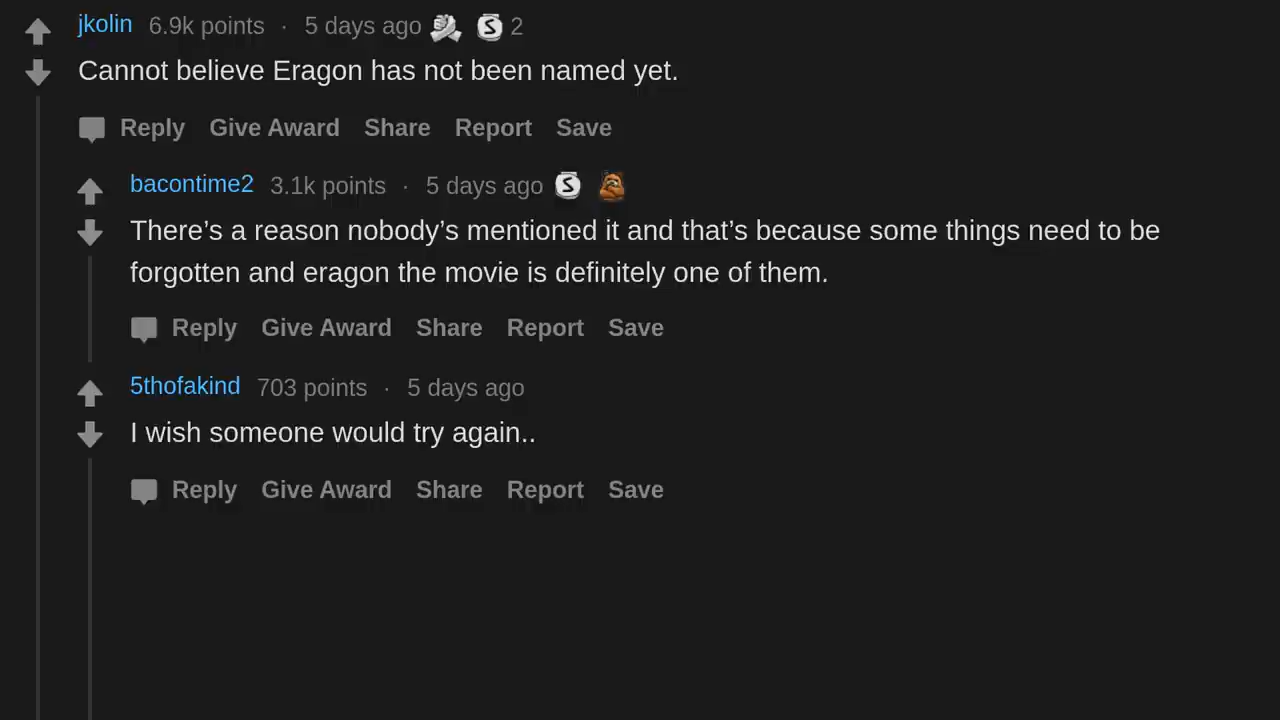 jkolin 6.9k points · 5 days ago S 2
Cannot believe Eragon has not been named yet.
Reply Give Award Share Report Save
bacontime2 3.1k points · 5 days ago S
There’s a reason nobody’s mentioned it and that’s because some things need to be
forgotten and eragon the movie is definitely one of them.
Reply Give Award Share Report Save
5thofakind 703 points · 5 days ago
I wish someone would try again..
Reply Give Award Share Report Save